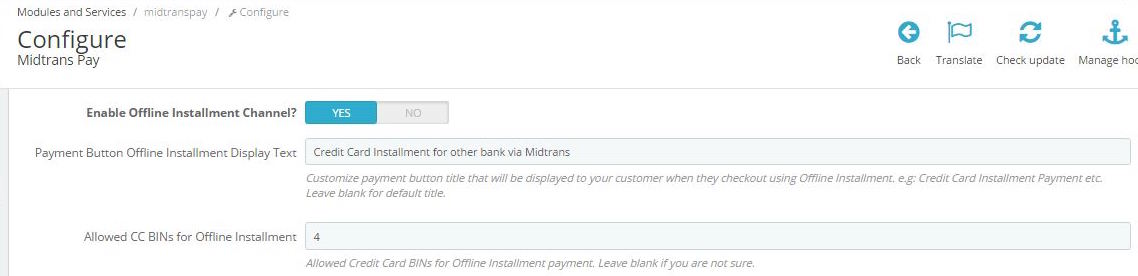 Modules and Services / midtranspay / Configure
Configure
Midtrans Pay
Back Translate Check update Manage hoo
Enable Offline Installment Channel? YES NO
Payment Button Offline Installment Display Text Credit Card Installment for other bank via Midtrans
Customize payment button title that will be displayed to your customer when they checkout using Offline Installment. e.g: Credit Card Installment Payment etc.
Leave blank for default title.
Allowed CC BINs for Offline Installment 4
Allowed Credit Card BINs for Offline Installment payment. Leave blank if you are not sure.